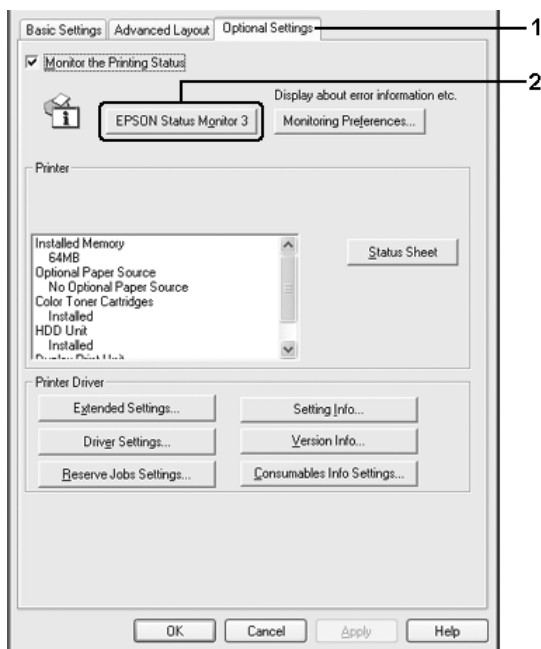 Basic Settings Advanced Layout Optional Settings 1
Monitor the Printing Status
2
Display about error information etc.
EPSON Status Monitor 3 Monitoring Preferences...
Printer
Installed Memory
64MB
Optional Paper Source
No Optional Paper Source
Color Toner Cartridges
Installed
HDD Unit
Installed
Status Sheet
Printer Driver
Extended Settings... Setting Info...
Driver Settings... Version Info...
Reserve Jobs Settings... Consumables Info Settings...
OK Cancel Apply Help